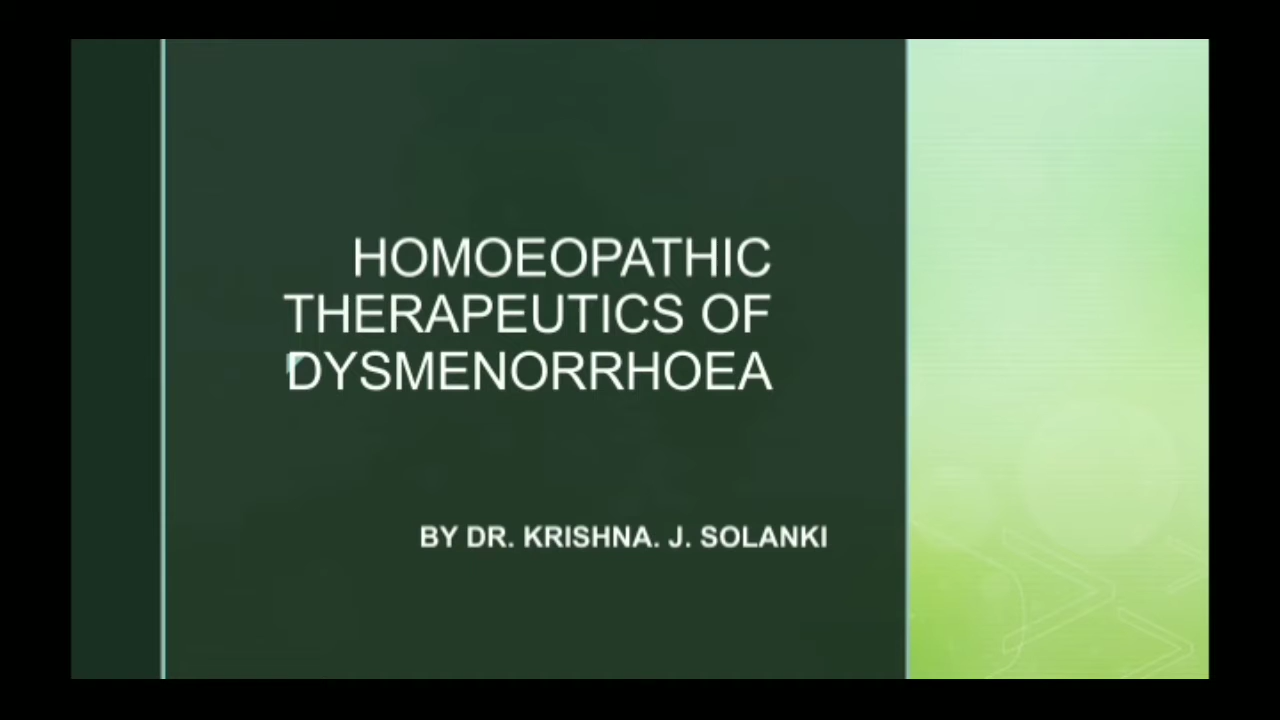 HOMOEOPATHIC
THERAPEUTICS OF
DYSMENORRHOEA
BY DR. KRISHNA. J. SOLANKI